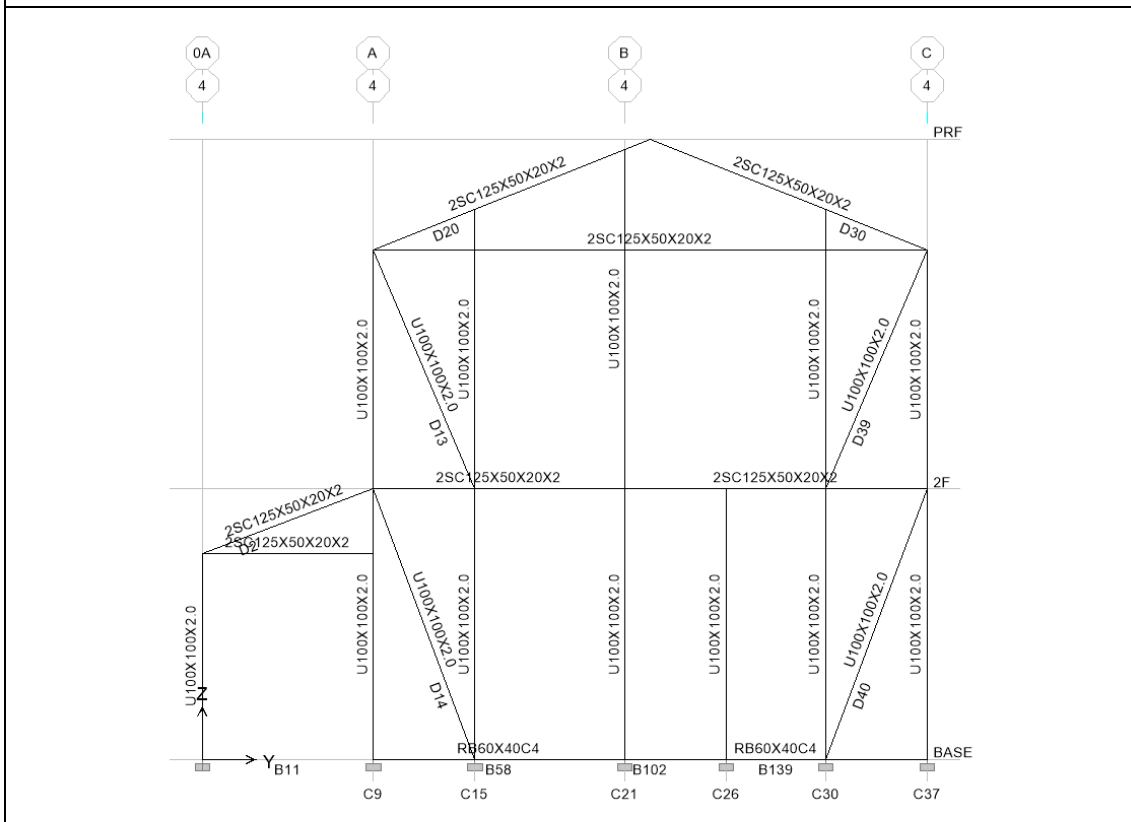 0A A B C
4 4 4 4
PRF
2SC125X50X20X2 2SC125X50X20X2
D20 D30
2SC125X50X20X2
U100X100X2.0 U100X100X2.0 U100X100X2.0 U100X100X2.0 U100X100X2.0 U100X100X2.0 U100X100X2.0
D13 D39
2SC125X50X20X2 2SC125X50X20X2 2F
2SC125X50X20X2
D2
2SC125X50X20X2
U100X100X2.0 U100X100X2.0 U100X100X2.0 U100X100X2.0 U100X100X2.0 U100X100X2.0 U100X100X2.0 U100X100X2.0 U100X100X2.0
D14 D40
Z
RB60X40C4 RB60X40C4 BASE
Y B11 B58 B102 B139
C9 C15 C21 C26 C30 C37